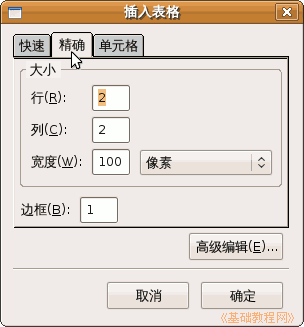 插入表格
快速 精确 单元格
大小
行(R): 2
列(C): 2
宽度(W): 100 像素
边框(B): 1
高级编辑(E)...
取消 确定
《基础教程网》